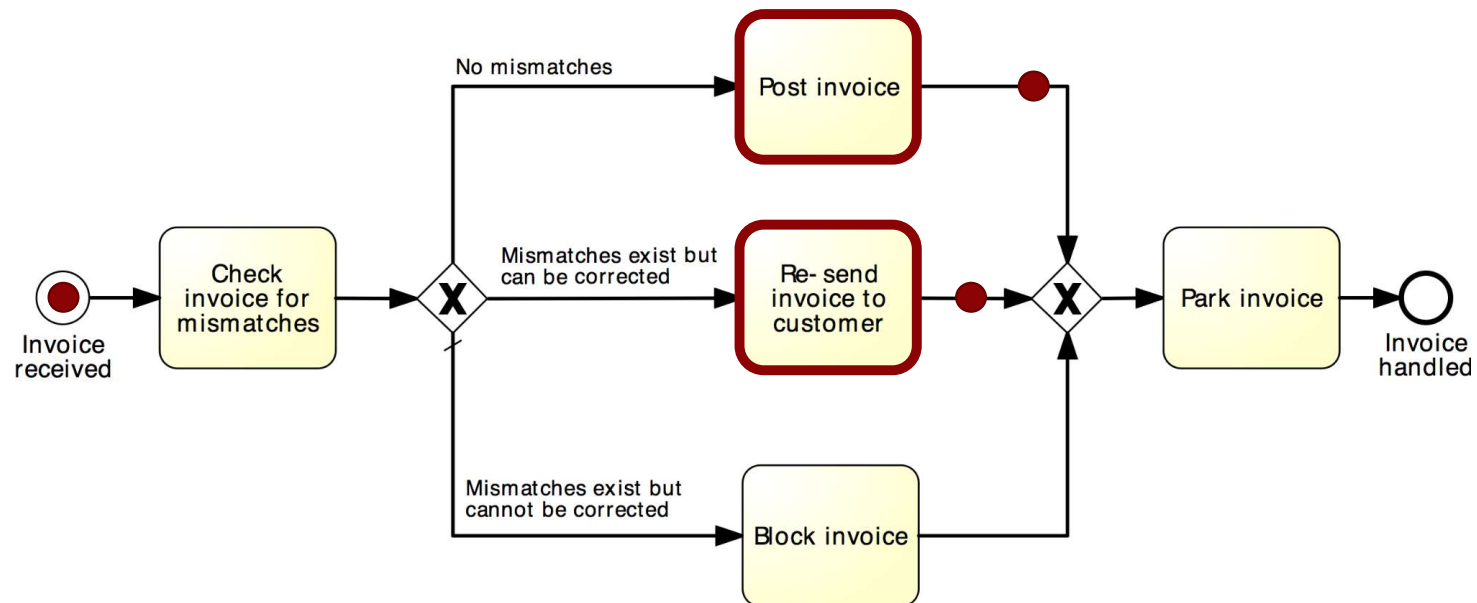 No mismatches
Post invoice
Invoice
received
Check
invoice for
mismatches
X
Mismatches exist but
can be corrected
Re- send
invoice to
customer
X
Park invoice
Invoice
handled
Mismatches exist but
cannot be corrected
Block invoice